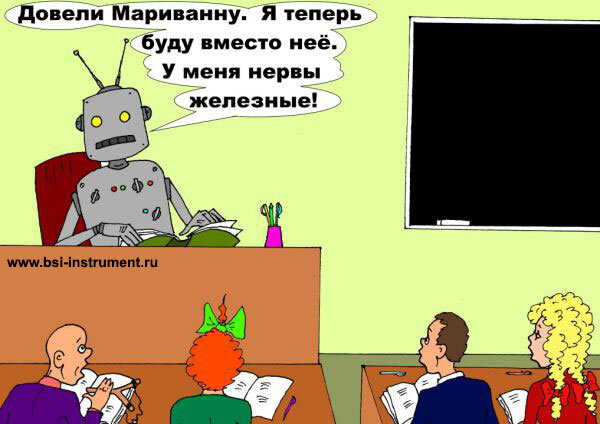 Довели Мариванну. Я теперь
буду вместо неё.
У меня нервы
железные!
www.bsi-instrument.ru